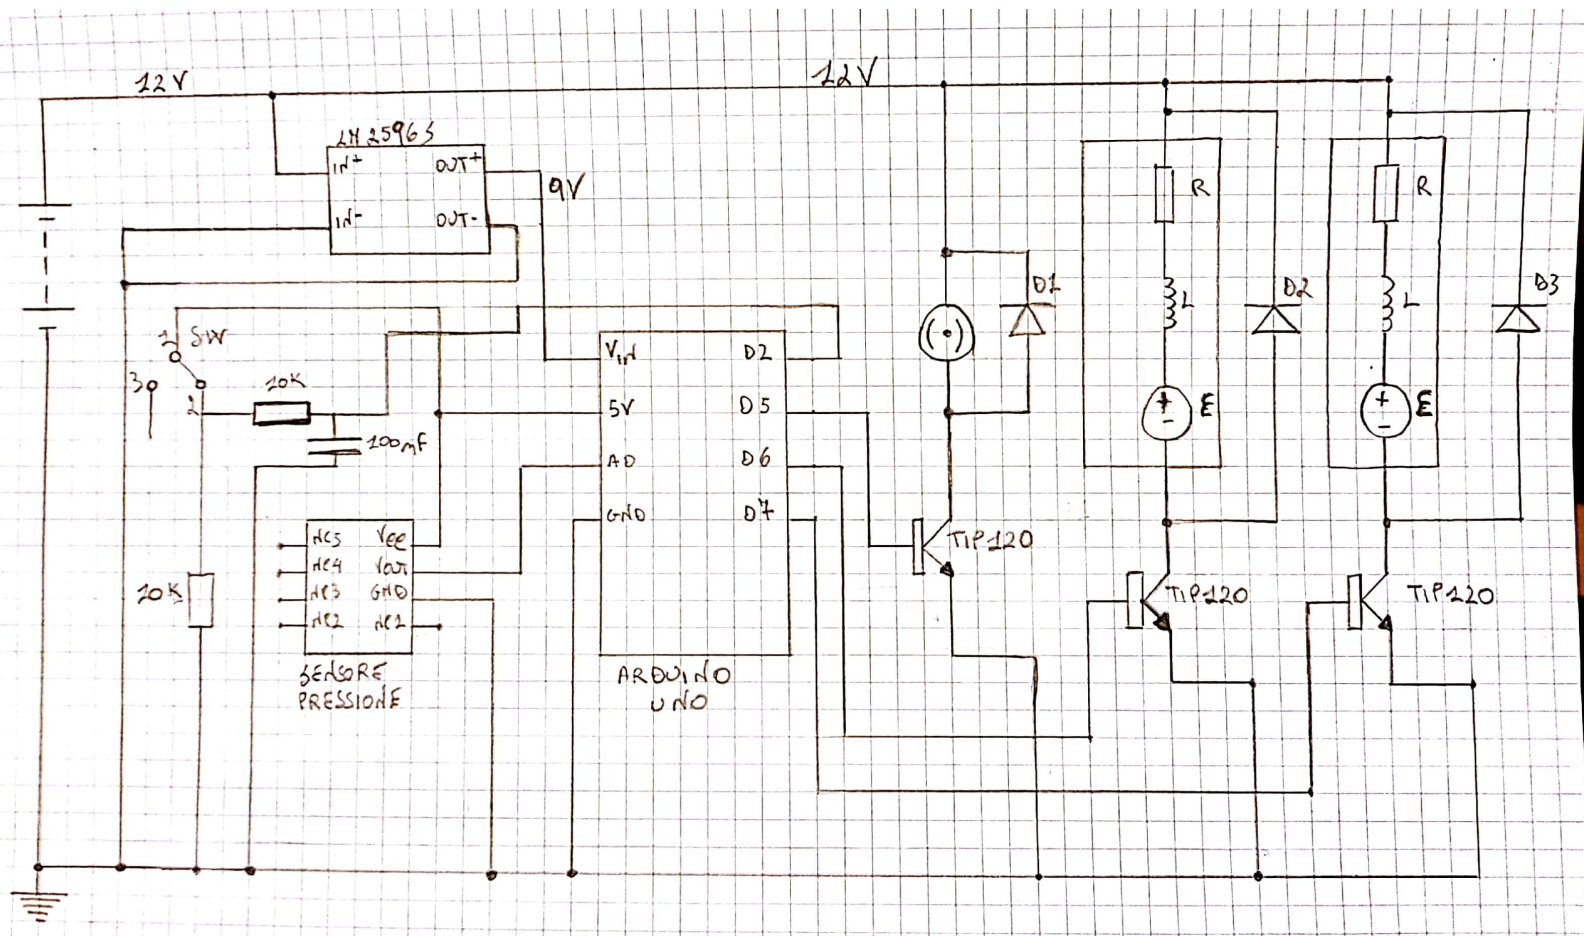 12V
12V
LM2596S
IN+
OUT+
IN-
OUT-
9V
1
SW
3
2
10K
100mF
10K
NC5
Vcc
NC4
VOUT
NC3
GND
NC2
NC1
SENSORE
PRESSIONE
VIN
D2
5V
D5
A0
D6
GND
D7
ARDUINO
UNO
D1
TIP120
R
L
+
-
E
D2
TIP120
R
L
+
-
E
D3
TIP120